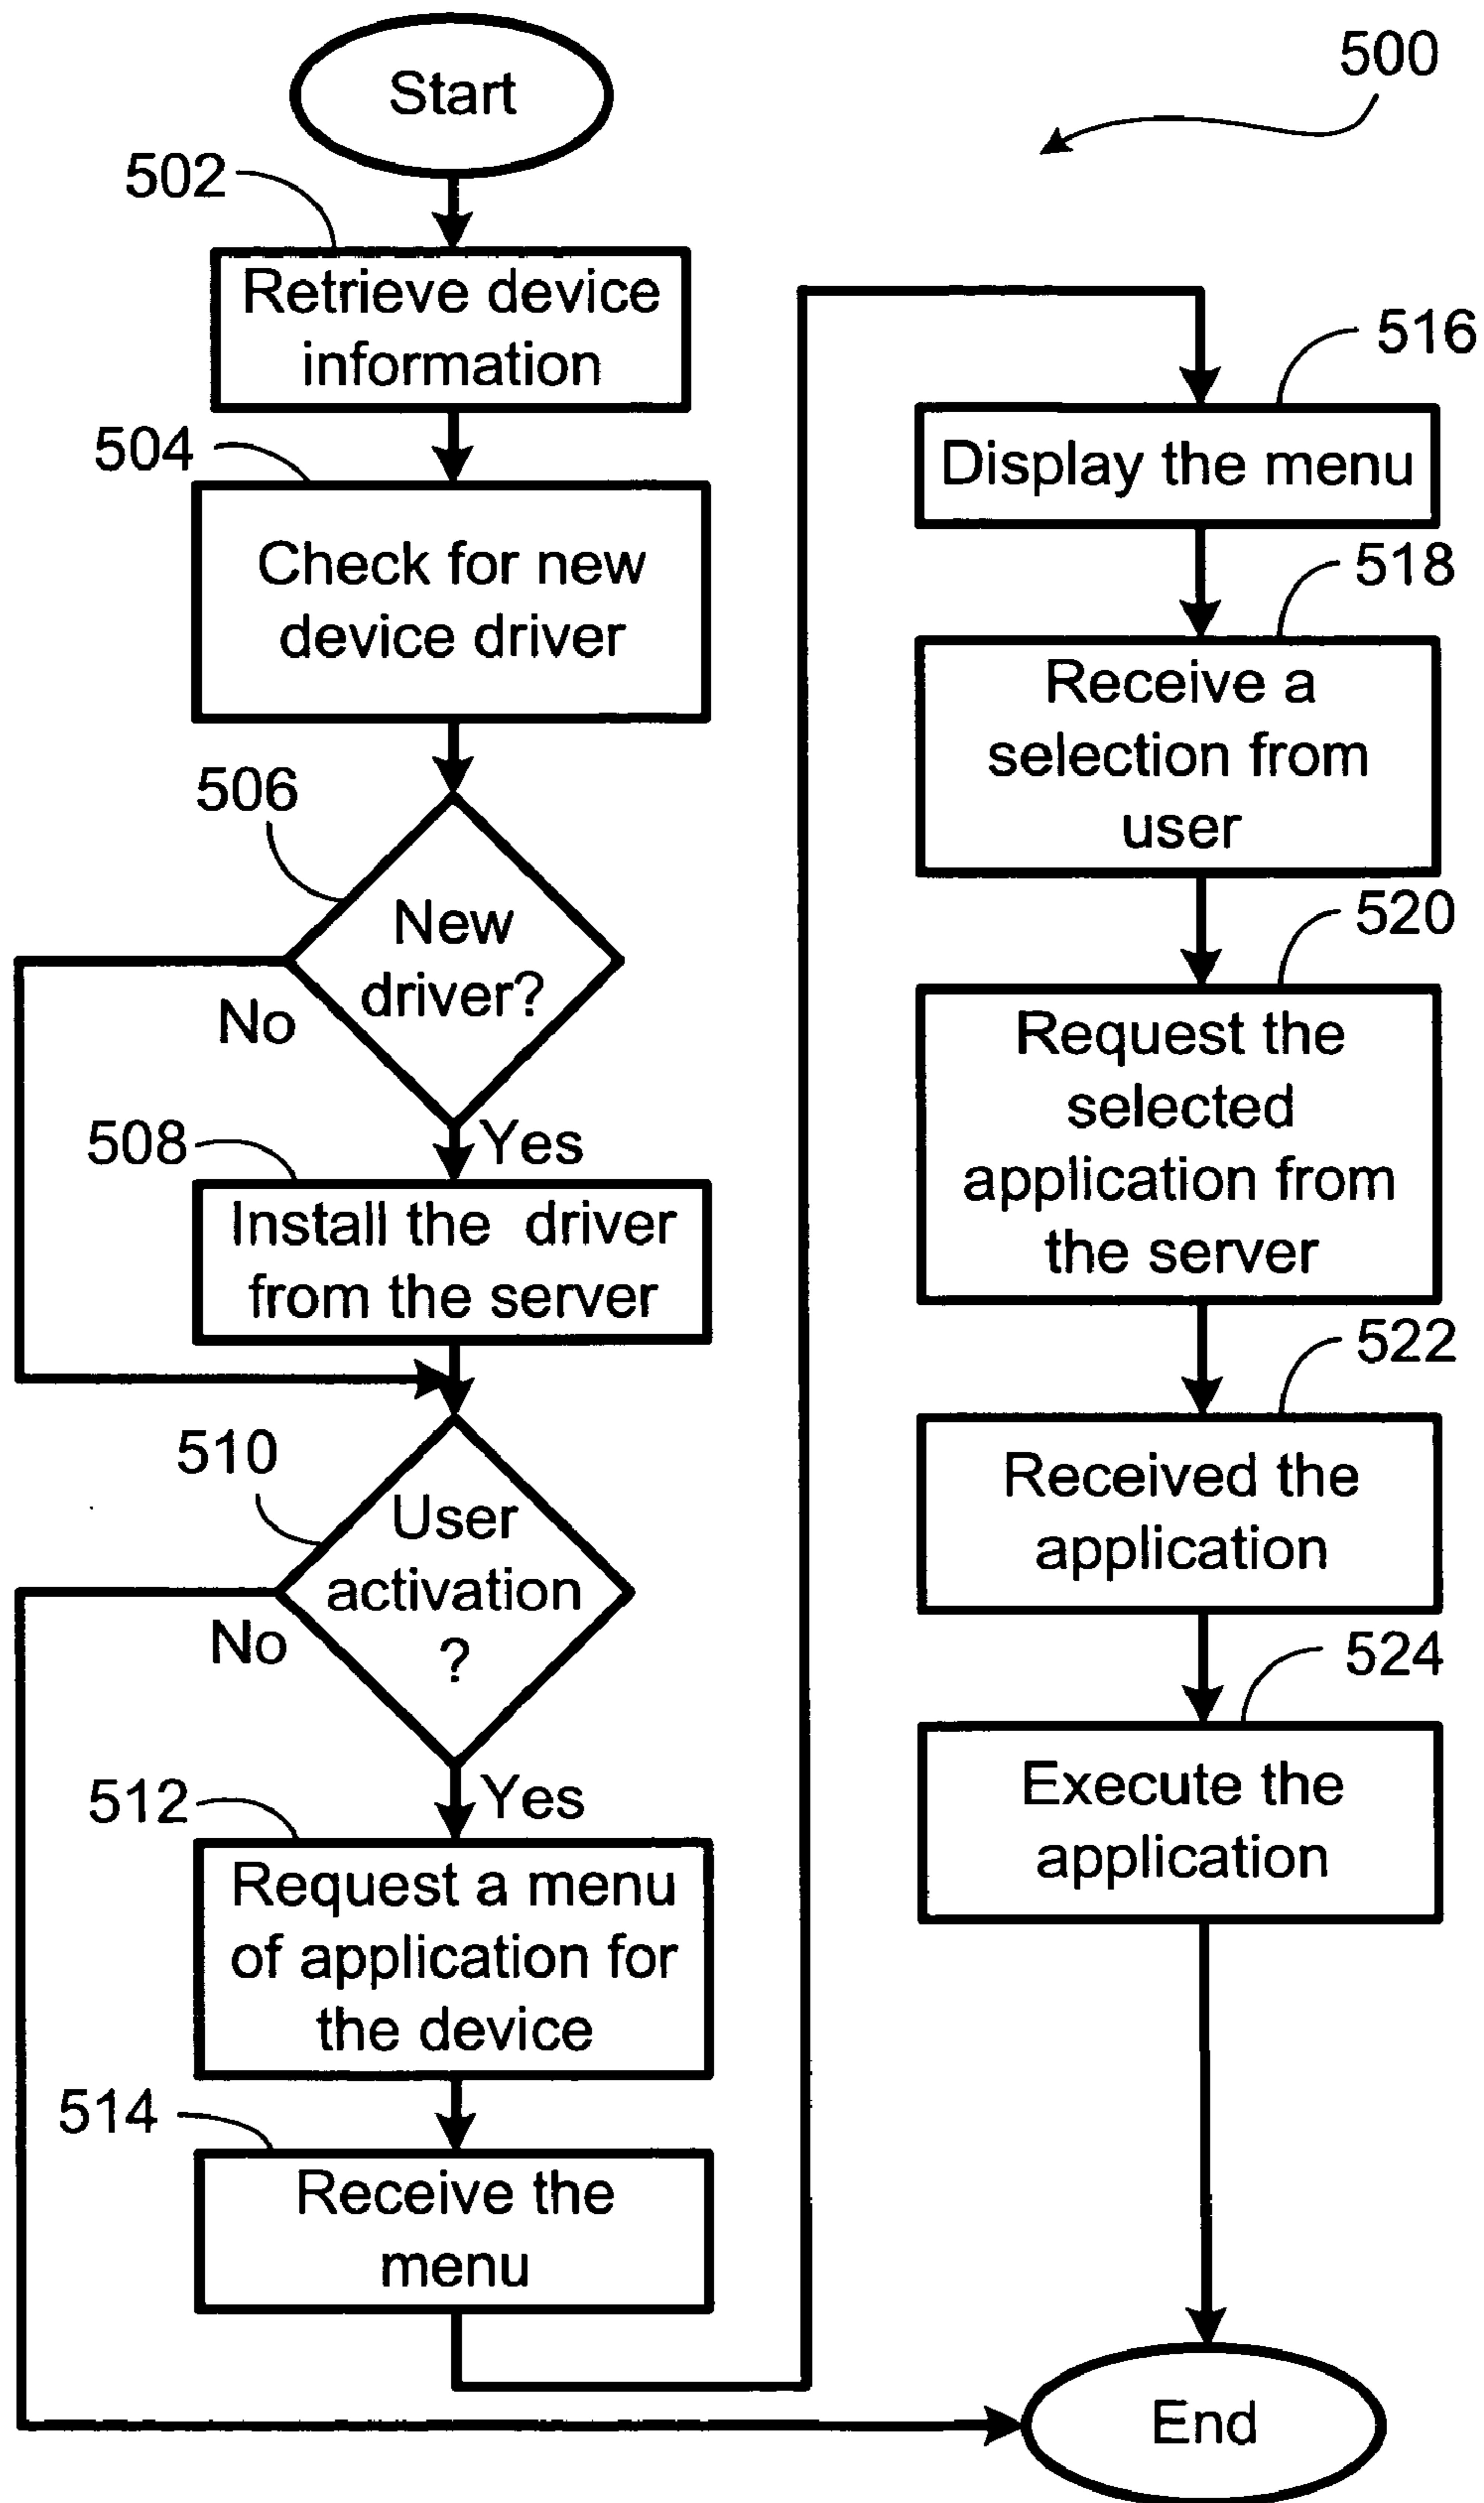 500
Start
502
Retrieve device
information
504
Check for new
device driver
506
New
driver?
No
Yes
508
Install the driver
from the server
510
User
activation
?
No
Yes
512
Request a menu
of application for
the device
514
Receive the
menu
516
Display the menu
518
Receive a
selection from
user
520
Request the
selected
application from
the server
522
Received the
application
524
Execute the
application
End